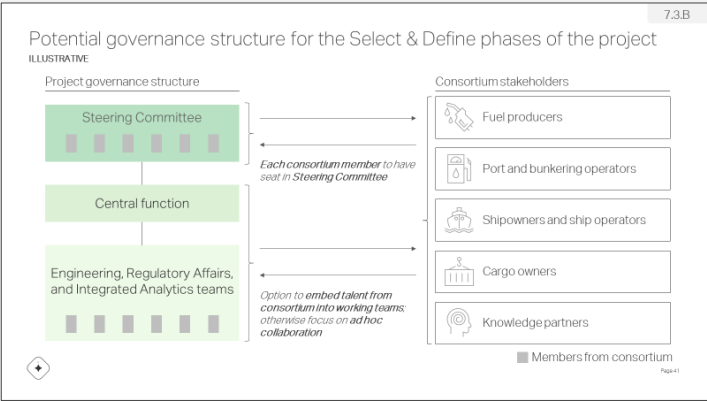 7.3.B
Potential governance structure for the Select & Define phases of the project
ILLUSTRATIVE
Project governance structure
Steering Committee
Central function
Engineering, Regulatory Affairs,
and Integrated Analytics teams
Each consortium member to have
seat in Steering Committee
Option to embed talent from
consortium into working teams;
otherwise focus on ad hoc
collaboration
Consortium stakeholders
Fuel producers
Port and bunkering operators
Shipowners and ship operators
Cargo owners
Knowledge partners
Members from consortium
Page 41